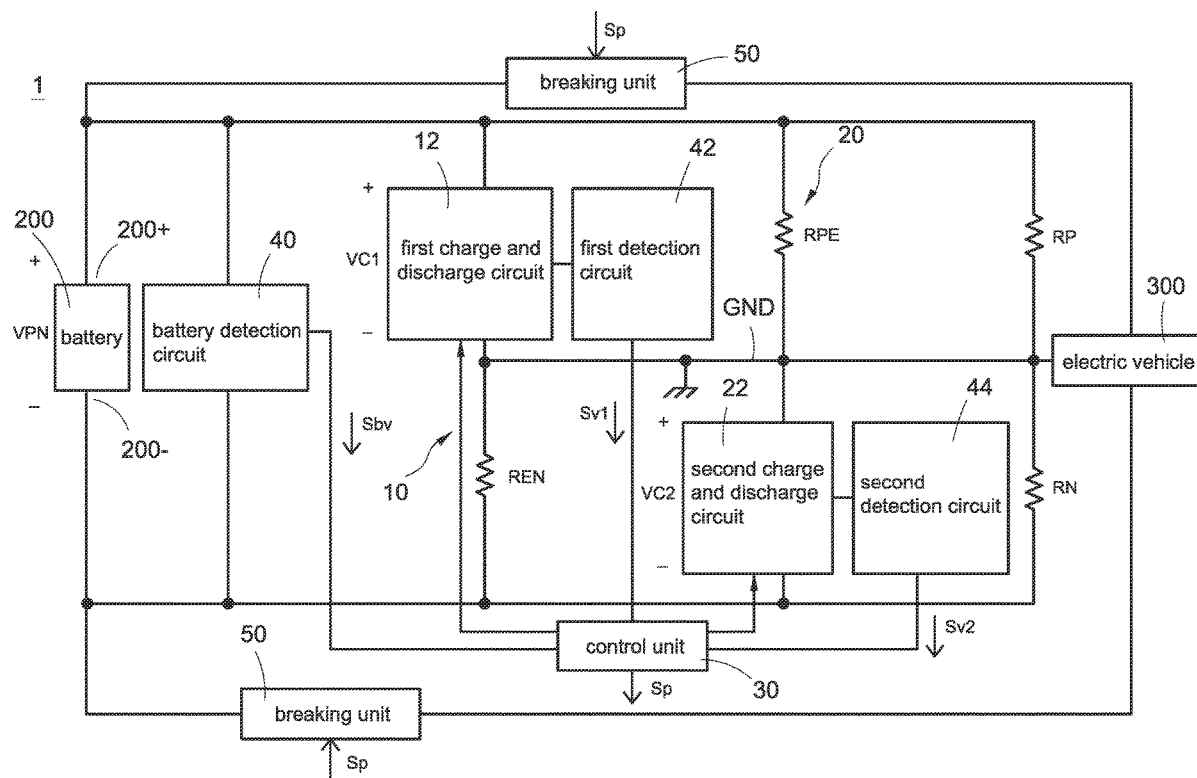 Sp
50
breaking unit
1
12
42
20
+
200
200+
40
first charge and
discharge circuit
first detection
circuit
VC1
RPE
RP
+
300
VPN
battery
battery detection
circuit
−
GND
electric vehicle
−
200-
Sbv
Sv1
22
44
+
10
REN
VC2
second charge
and discharge
circuit
second
detection circuit
RN
−
50
control unit
Sv2
30
Sp
breaking unit
Sp